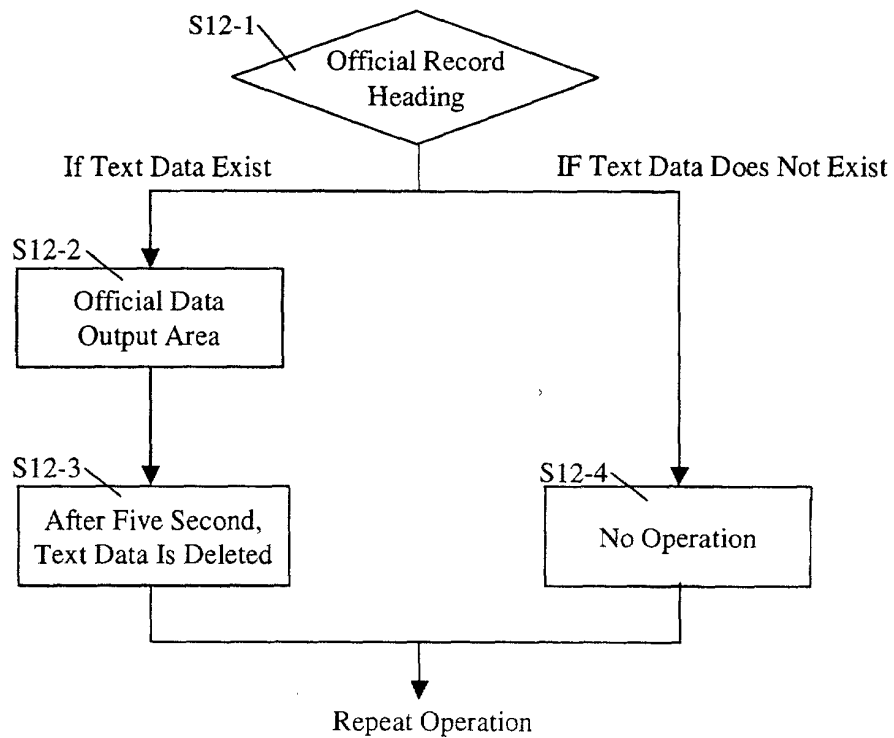 S12-1
Official Record
Heading
If Text Data Exist
IF Text Data Does Not Exist
S12-2
Official Data
Output Area
S12-3
After Five Second,
Text Data Is Deleted
S12-4
No Operation
Repeat Operation